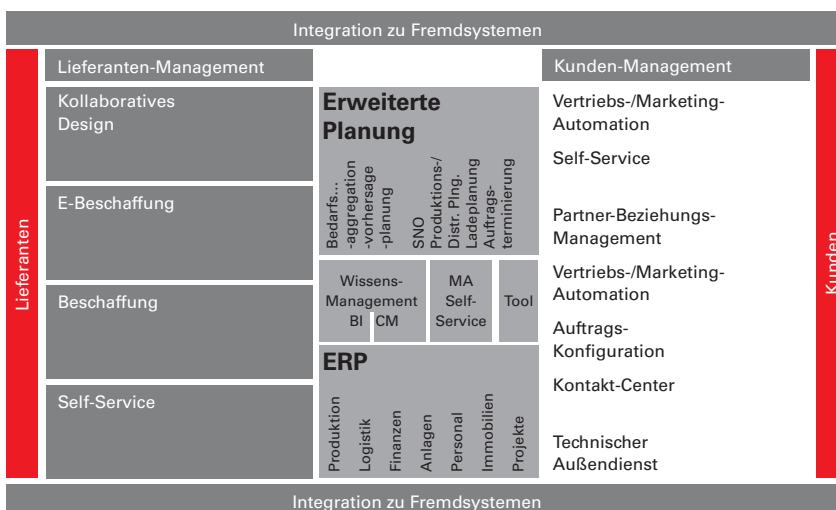 Integration zu Fremdsystemen
Lieferanten
Lieferanten-Management
Kollaboratives
Design
E-Beschaffung
Beschaffung
Self-Service
Erweiterte
Planung
Bedarfs...
-aggregation
-vorhersage
-planung
SNO
Produktions-/
Distr. Plng.
Ladeplanung
Auftrags-
terminierung
Wissens-
Management
BI CM
MA
Self-
Service
Tool
ERP
Produktion
Logistik
Finanzen
Anlagen
Personal
Immobilien
Projekte
Kunden-Management
Vertriebs-/Marketing-
Automation
Self-Service
Partner-Beziehungs-
Management
Vertriebs-/Marketing-
Automation
Auftrags-
Konfiguration
Kontakt-Center
Technischer
Außendienst
Kunden
Integration zu Fremdsystemen